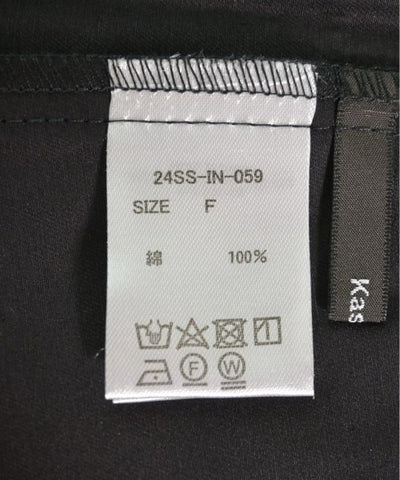 24SS-IN-059
SIZE F
綿 100%
F W
Kas